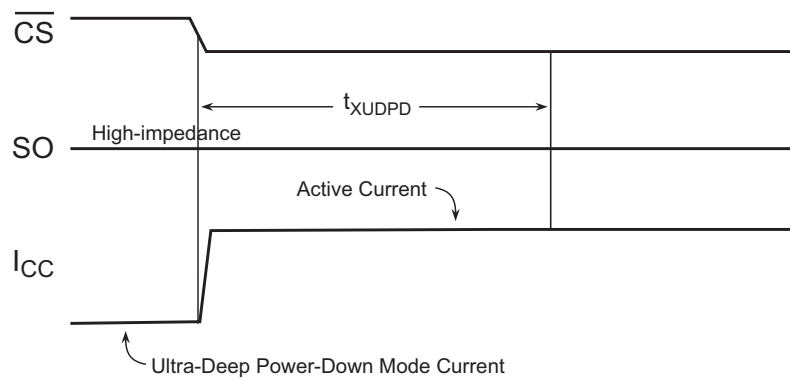 CS
tXUDPD
High-impedance
SO
Active Current
ICC
Ultra-Deep Power-Down Mode Current